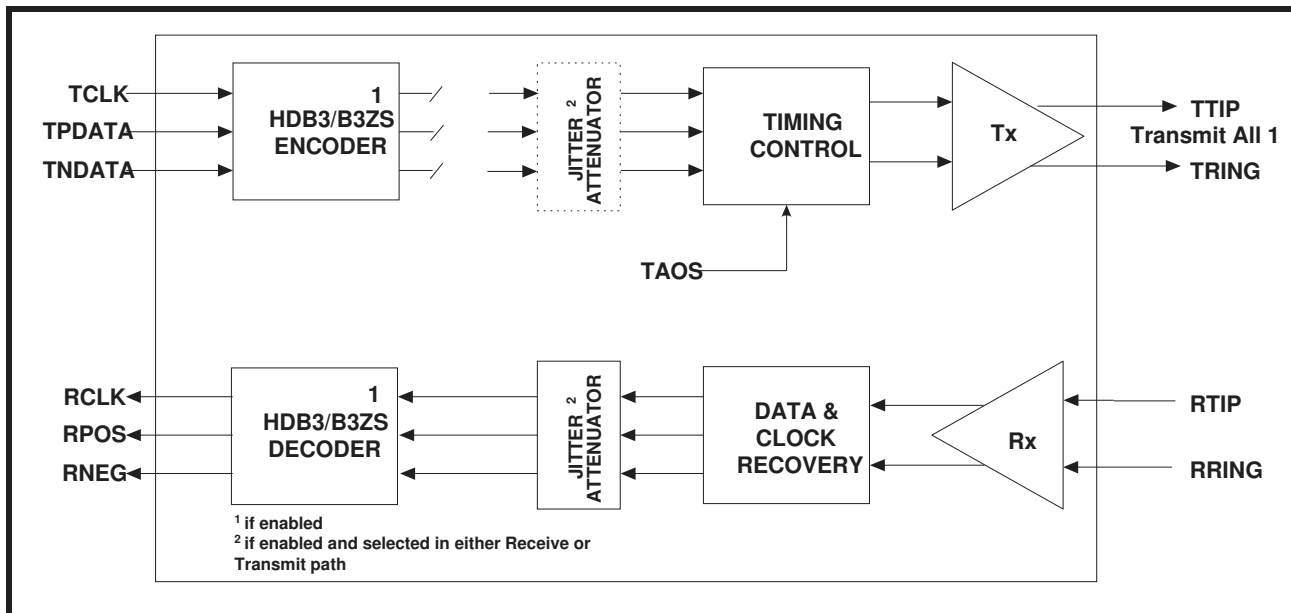 TCLK
TPDATA
TNDATA
1
HDB3/B3ZS
ENCODER
JITTER 2
ATTENUATOR
TIMING
CONTROL
Tx
TTIP
Transmit All 1
TRING
TAOS
RCLK
RPOS
RNEG
1
HDB3/B3ZS
DECODER
JITTER 2
ATTENUATOR
DATA &
CLOCK
RECOVERY
Rx
RTIP
RRING
1 if enabled
2 if enabled and selected in either Receive or
Transmit path